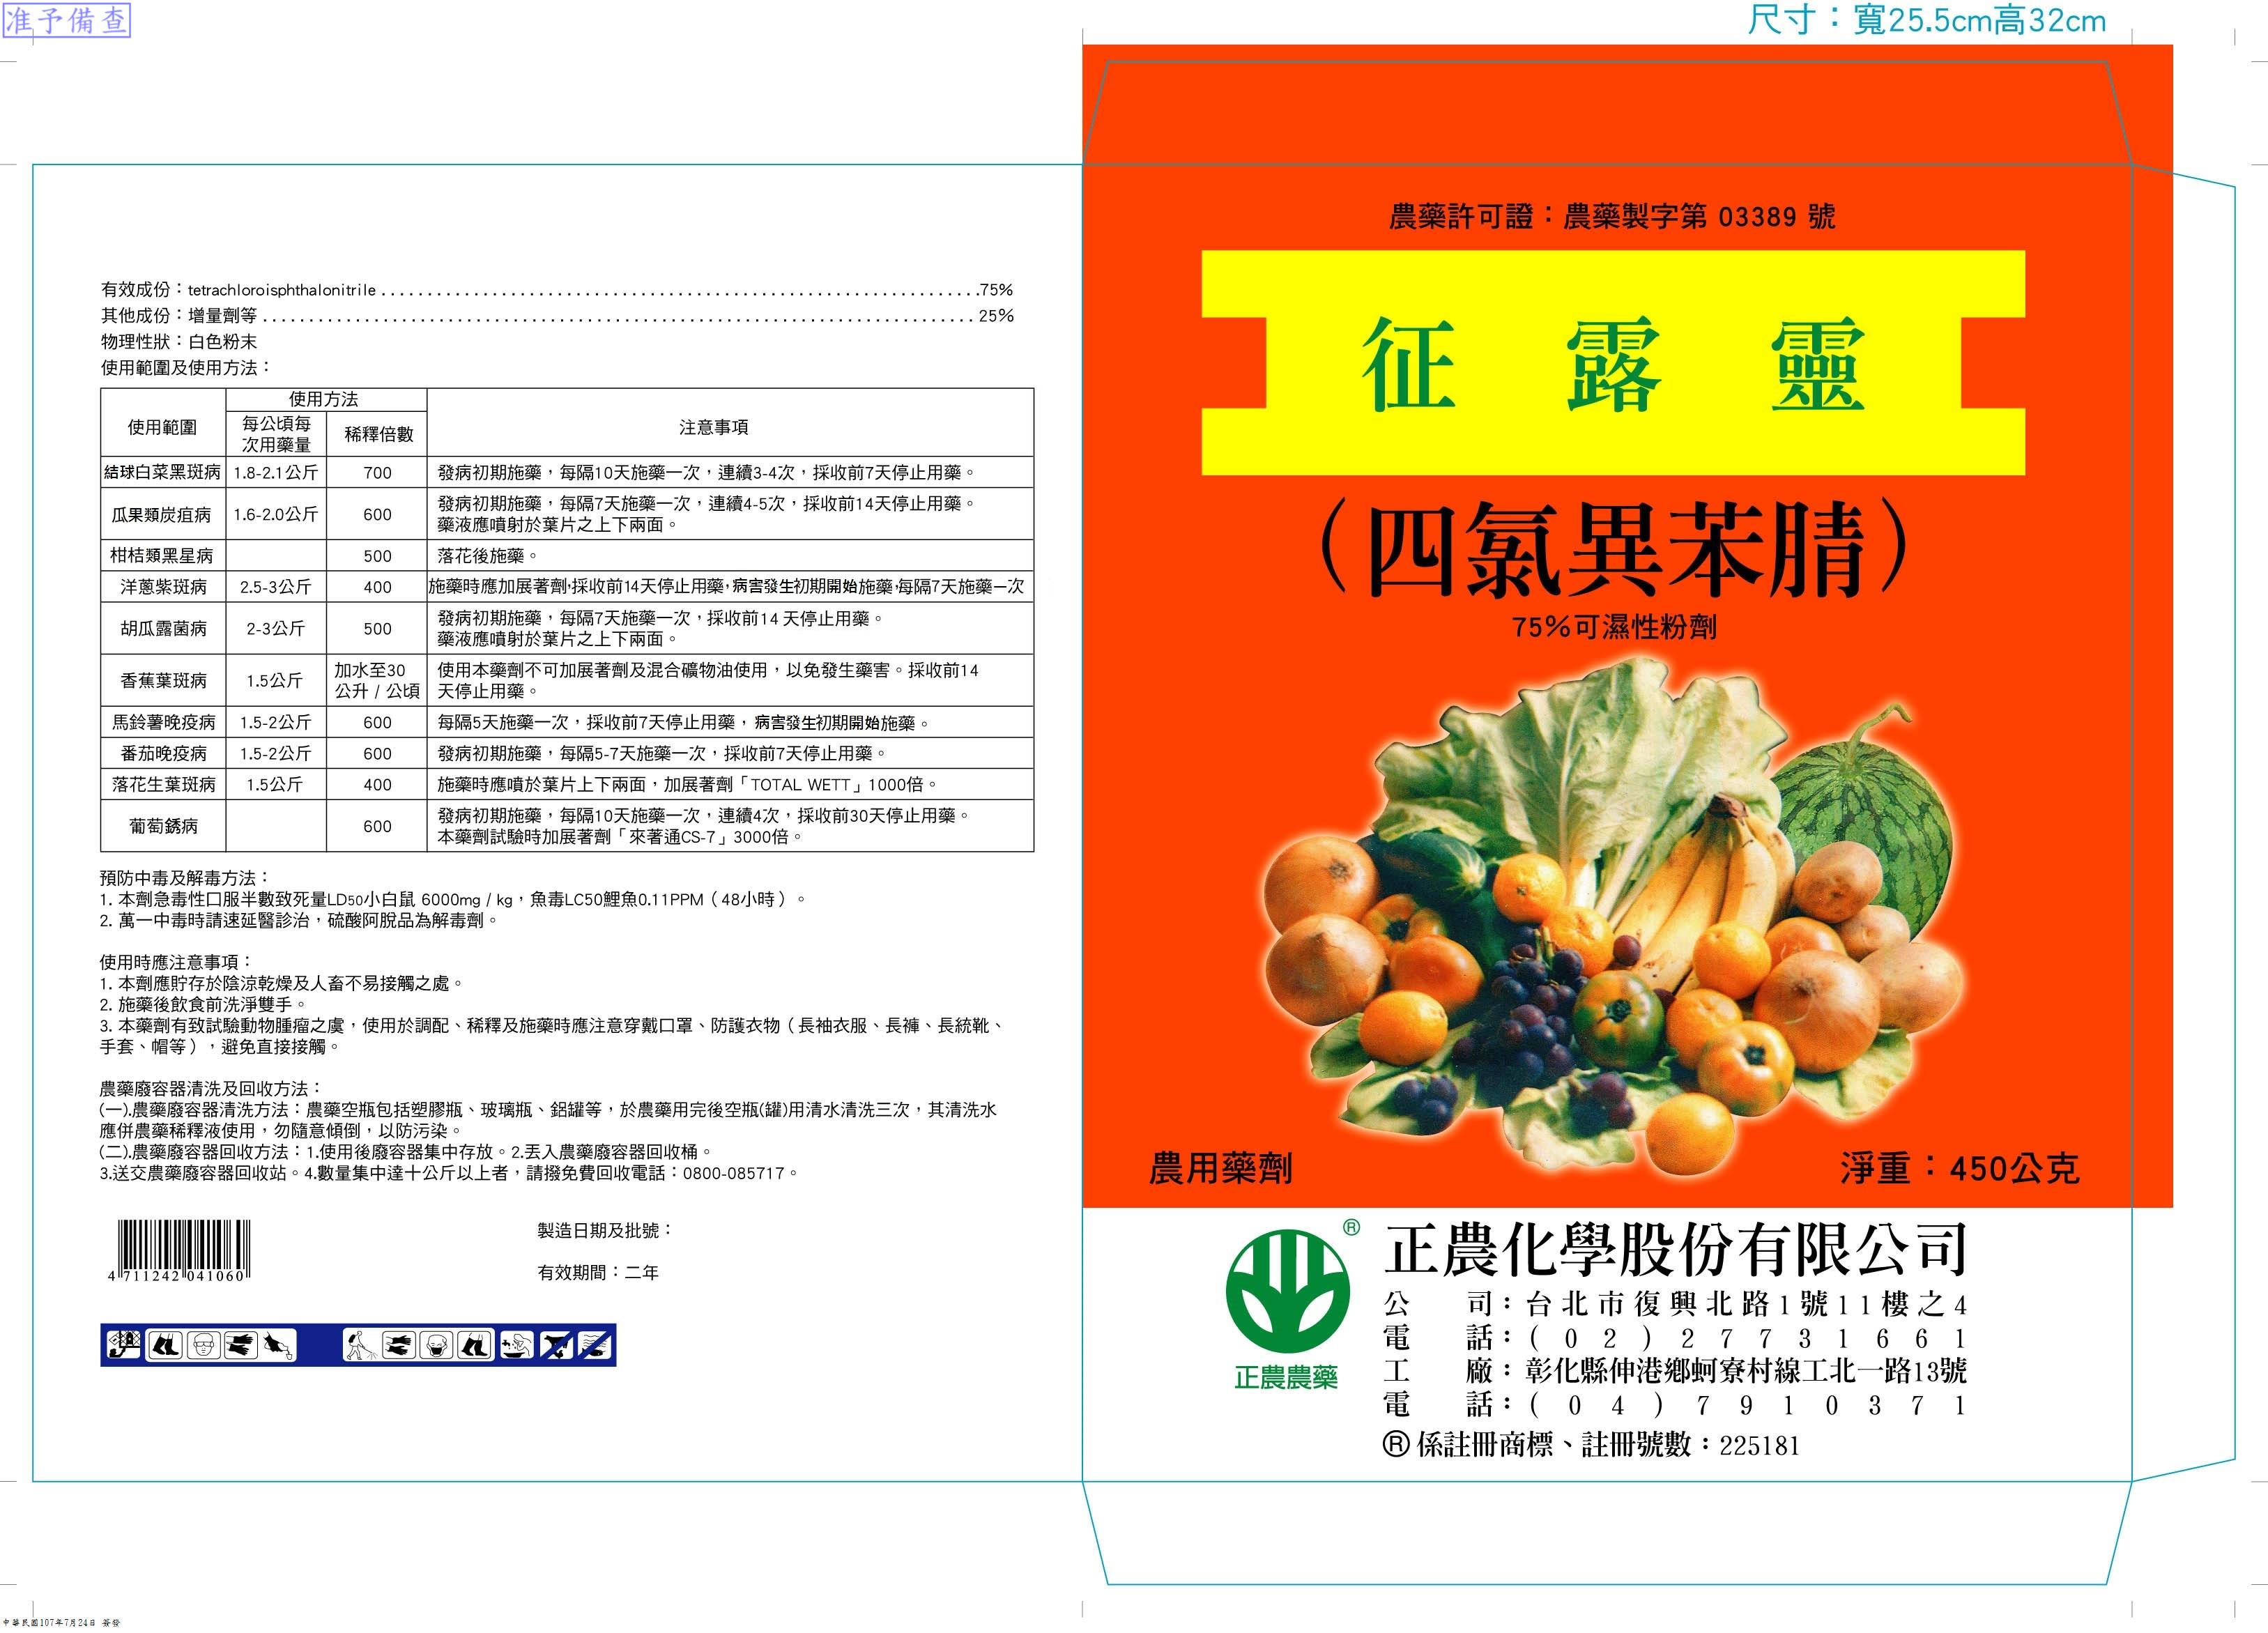 准予備查
尺寸：寬25.5cm高32cm
有效成份：tetrachloroisphthalonitrile ................................................................75%
其他成份：增量劑等 ............................................................................ 25%
物理性狀：白色粉末
使用範圍及使用方法：
使用範圍 使用方法 注意事項
每公頃每次用藥量 稀釋倍數
結球白菜黑斑病 1.8-2.1公斤 700 發病初期施藥，每隔10天施藥一次，連續3-4次，採收前7天停止用藥。
瓜果類炭疽病 1.6-2.0公斤 600 發病初期施藥，每隔7天施藥一次，連續4-5次，採收前14天停止用藥。
藥液應噴射於葉片之上下兩面。
柑桔類黑星病 500 落花後施藥。
洋蔥紫斑病 2.5-3公斤 400 施藥時應加展著劑，採收前14天停止用藥，病害發生初期開始施藥，每隔7天施藥一次
胡瓜露菌病 2-3公斤 500 發病初期施藥，每隔7天施藥一次，採收前14 天停止用藥。
藥液應噴射於葉片之上下兩面。
香蕉葉斑病 1.5公斤 加水至30公升 / 公頃 使用本藥劑不可加展著劑及混合礦物油使用，以免發生藥害。採收前14
天停止用藥。
馬鈴薯晚疫病 1.5-2公斤 600 每隔5天施藥一次，採收前7天停止用藥，病害發生初期開始施藥。
番茄晚疫病 1.5-2公斤 600 發病初期施藥，每隔5-7天施藥一次，採收前7天停止用藥。
落花生葉斑病 1.5公斤 400 施藥時應噴於葉片上下兩面，加展著劑「TOTAL WETT」1000倍。
葡萄銹病 600 發病初期施藥，每隔10天施藥一次，連續4次，採收前30天停止用藥。
本藥劑試驗時加展著劑「來著通CS-7」3000倍。
預防中毒及解毒方法：
1. 本劑急毒性口服半數致死量LD50小白鼠 6000mg / kg，魚毒LC50鯉魚0.11PPM（48小時）。
2. 萬一中毒時請速延醫診治，硫酸阿脫品為解毒劑。
使用時應注意事項：
1. 本劑應貯存於陰涼乾燥及人畜不易接觸之處。
2. 施藥後飲食前洗淨雙手。
3. 本藥劑有致試驗動物腫瘤之虞，使用於調配、稀釋及施藥時應注意穿戴口罩、防護衣物（長袖衣服、長褲、長統靴、
手套、帽等），避免直接接觸。
農藥廢容器清洗及回收方法：
(一).農藥廢容器清洗方法：農藥空瓶包括塑膠瓶、玻璃瓶、鋁罐等，於農藥用完後空瓶(罐)用清水清洗三次，其清洗水
應併農藥稀釋液使用，勿隨意傾倒，以防污染。
(二).農藥廢容器回收方法：1.使用後廢容器集中存放。2.丟入農藥廢容器回收桶。
3.送交農藥廢容器回收站。4.數量集中達十公斤以上者，請撥免費回收電話：0800-085717。
4 711242 041060
製造日期及批號：
有效期間：二年
農藥許可證：農藥製字第 03389 號
征露靈
（四氯異苯腈）
75%可濕性粉劑
農用藥劑
淨重：450公克
®
正農農藥
正農化學股份有限公司
公　　司：台北市復興北路1號11樓之4
電　　話：(02)27731661
工　　廠：彰化縣伸港鄉蚵寮村線工北一路13號
電　　話：(04)7910371
®係註冊商標、註冊號數：225181
中華民國107年7月24日 簽發